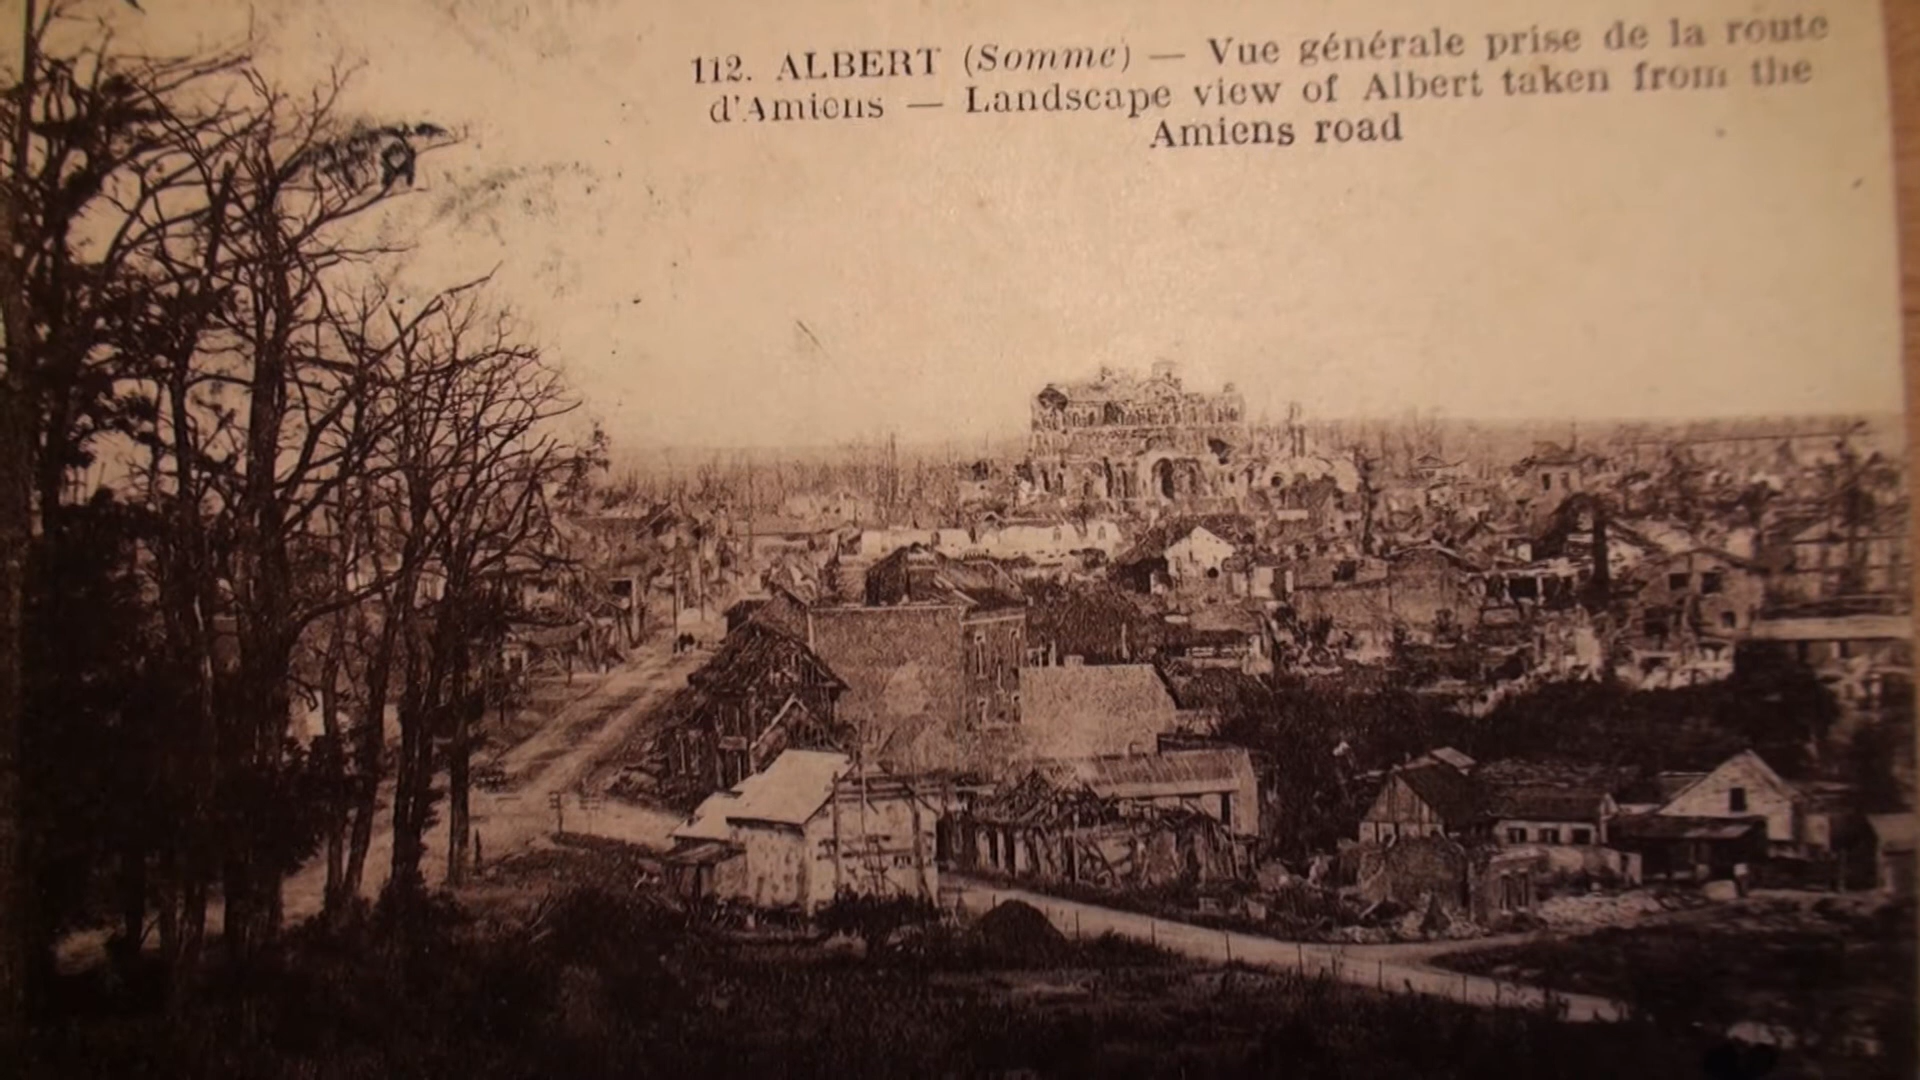 112. ALBERT (Somme) — Vue générale prise de la route
d'Amiens — Landscape view of Albert taken from the
Amiens road